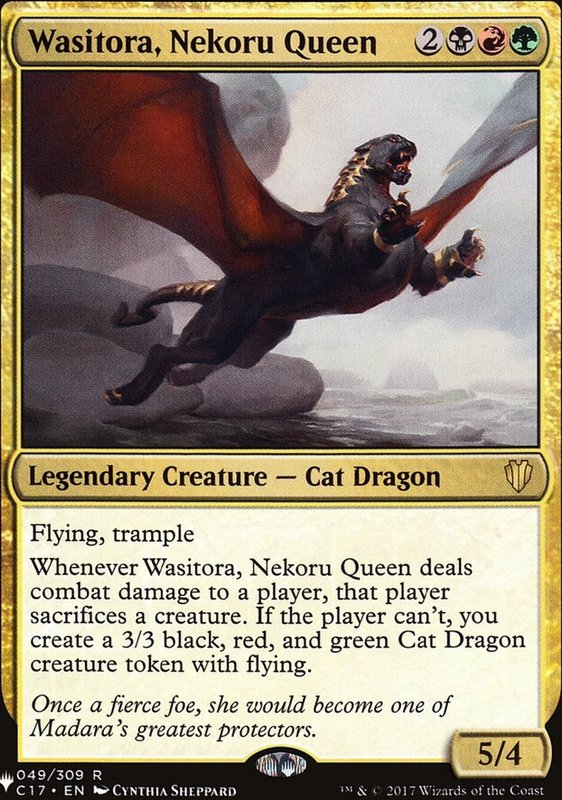 Wasitora, Nekoru Queen 2
Legendary Creature — Cat Dragon
Flying, trample
Whenever Wasitora, Nekoru Queen deals
combat damage to a player, that player
sacrifices a creature. If the player can't, you
create a 3/3 black, red, and green Cat Dragon
creature token with flying.
Once a fierce foe, she would become one of
Madara's greatest protectors.
5/4
049/309 R
C17 • EN Cynthia Sheppard
™ & © 2017 Wizards of the Coast